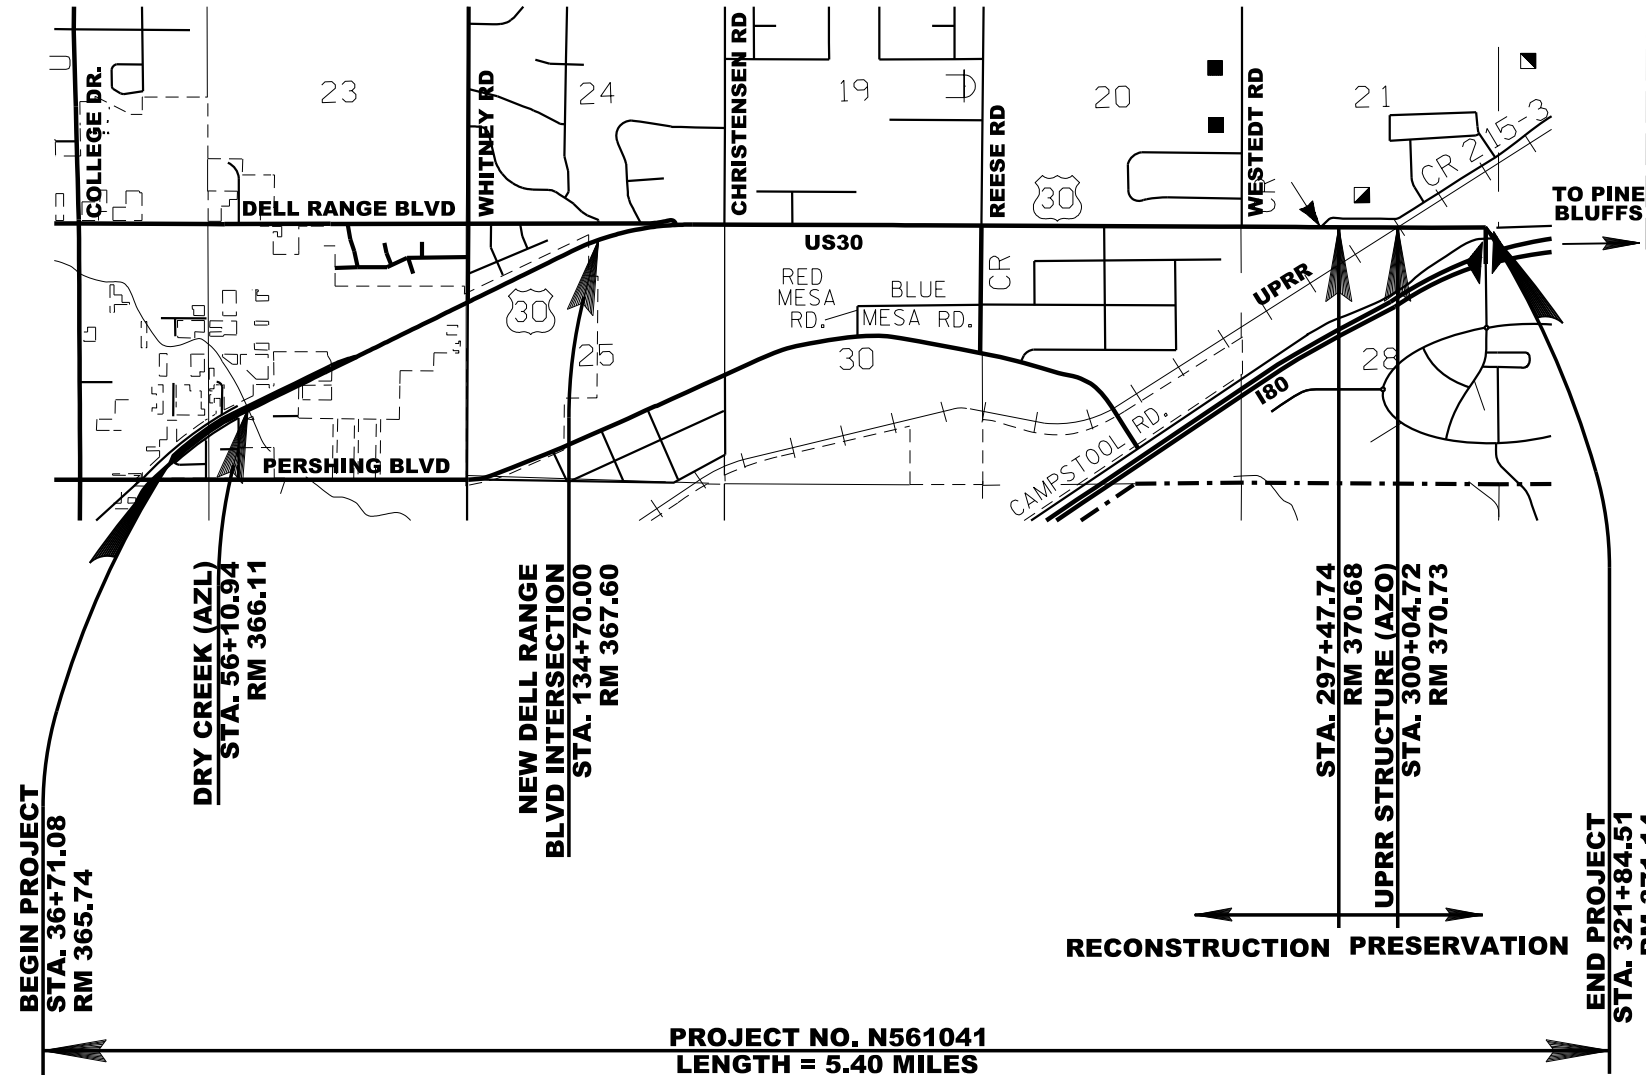 COLLEGE DR.
23
WHITNEY RD
24
CHRISTENSEN RD
19
REESE RD
20
WESTEDT RD
21
CR 215-3
30
CR
DELL RANGE BLVD
TO PINE
BLUFFS
US30
RED
MESA
RD.
BLUE
MESA RD.
CR
UPRR
30
25
30
28
I80
PERSHING BLVD
CAMPSTOOL RD.
BEGIN PROJECT
STA. 36+71.08
RM 365.74
DRY CREEK (AZL)
STA. 56+10.94
RM 366.11
NEW DELL RANGE
BLVD INTERSECTION
STA. 134+70.00
RM 367.60
STA. 297+47.74
RM 370.68
UPRR STRUCTURE (AZO)
STA. 300+04.72
RM 370.73
END PROJECT
STA. 321+84.51
RECONSTRUCTION
PRESERVATION
PROJECT NO. N561041
LENGTH = 5.40 MILES